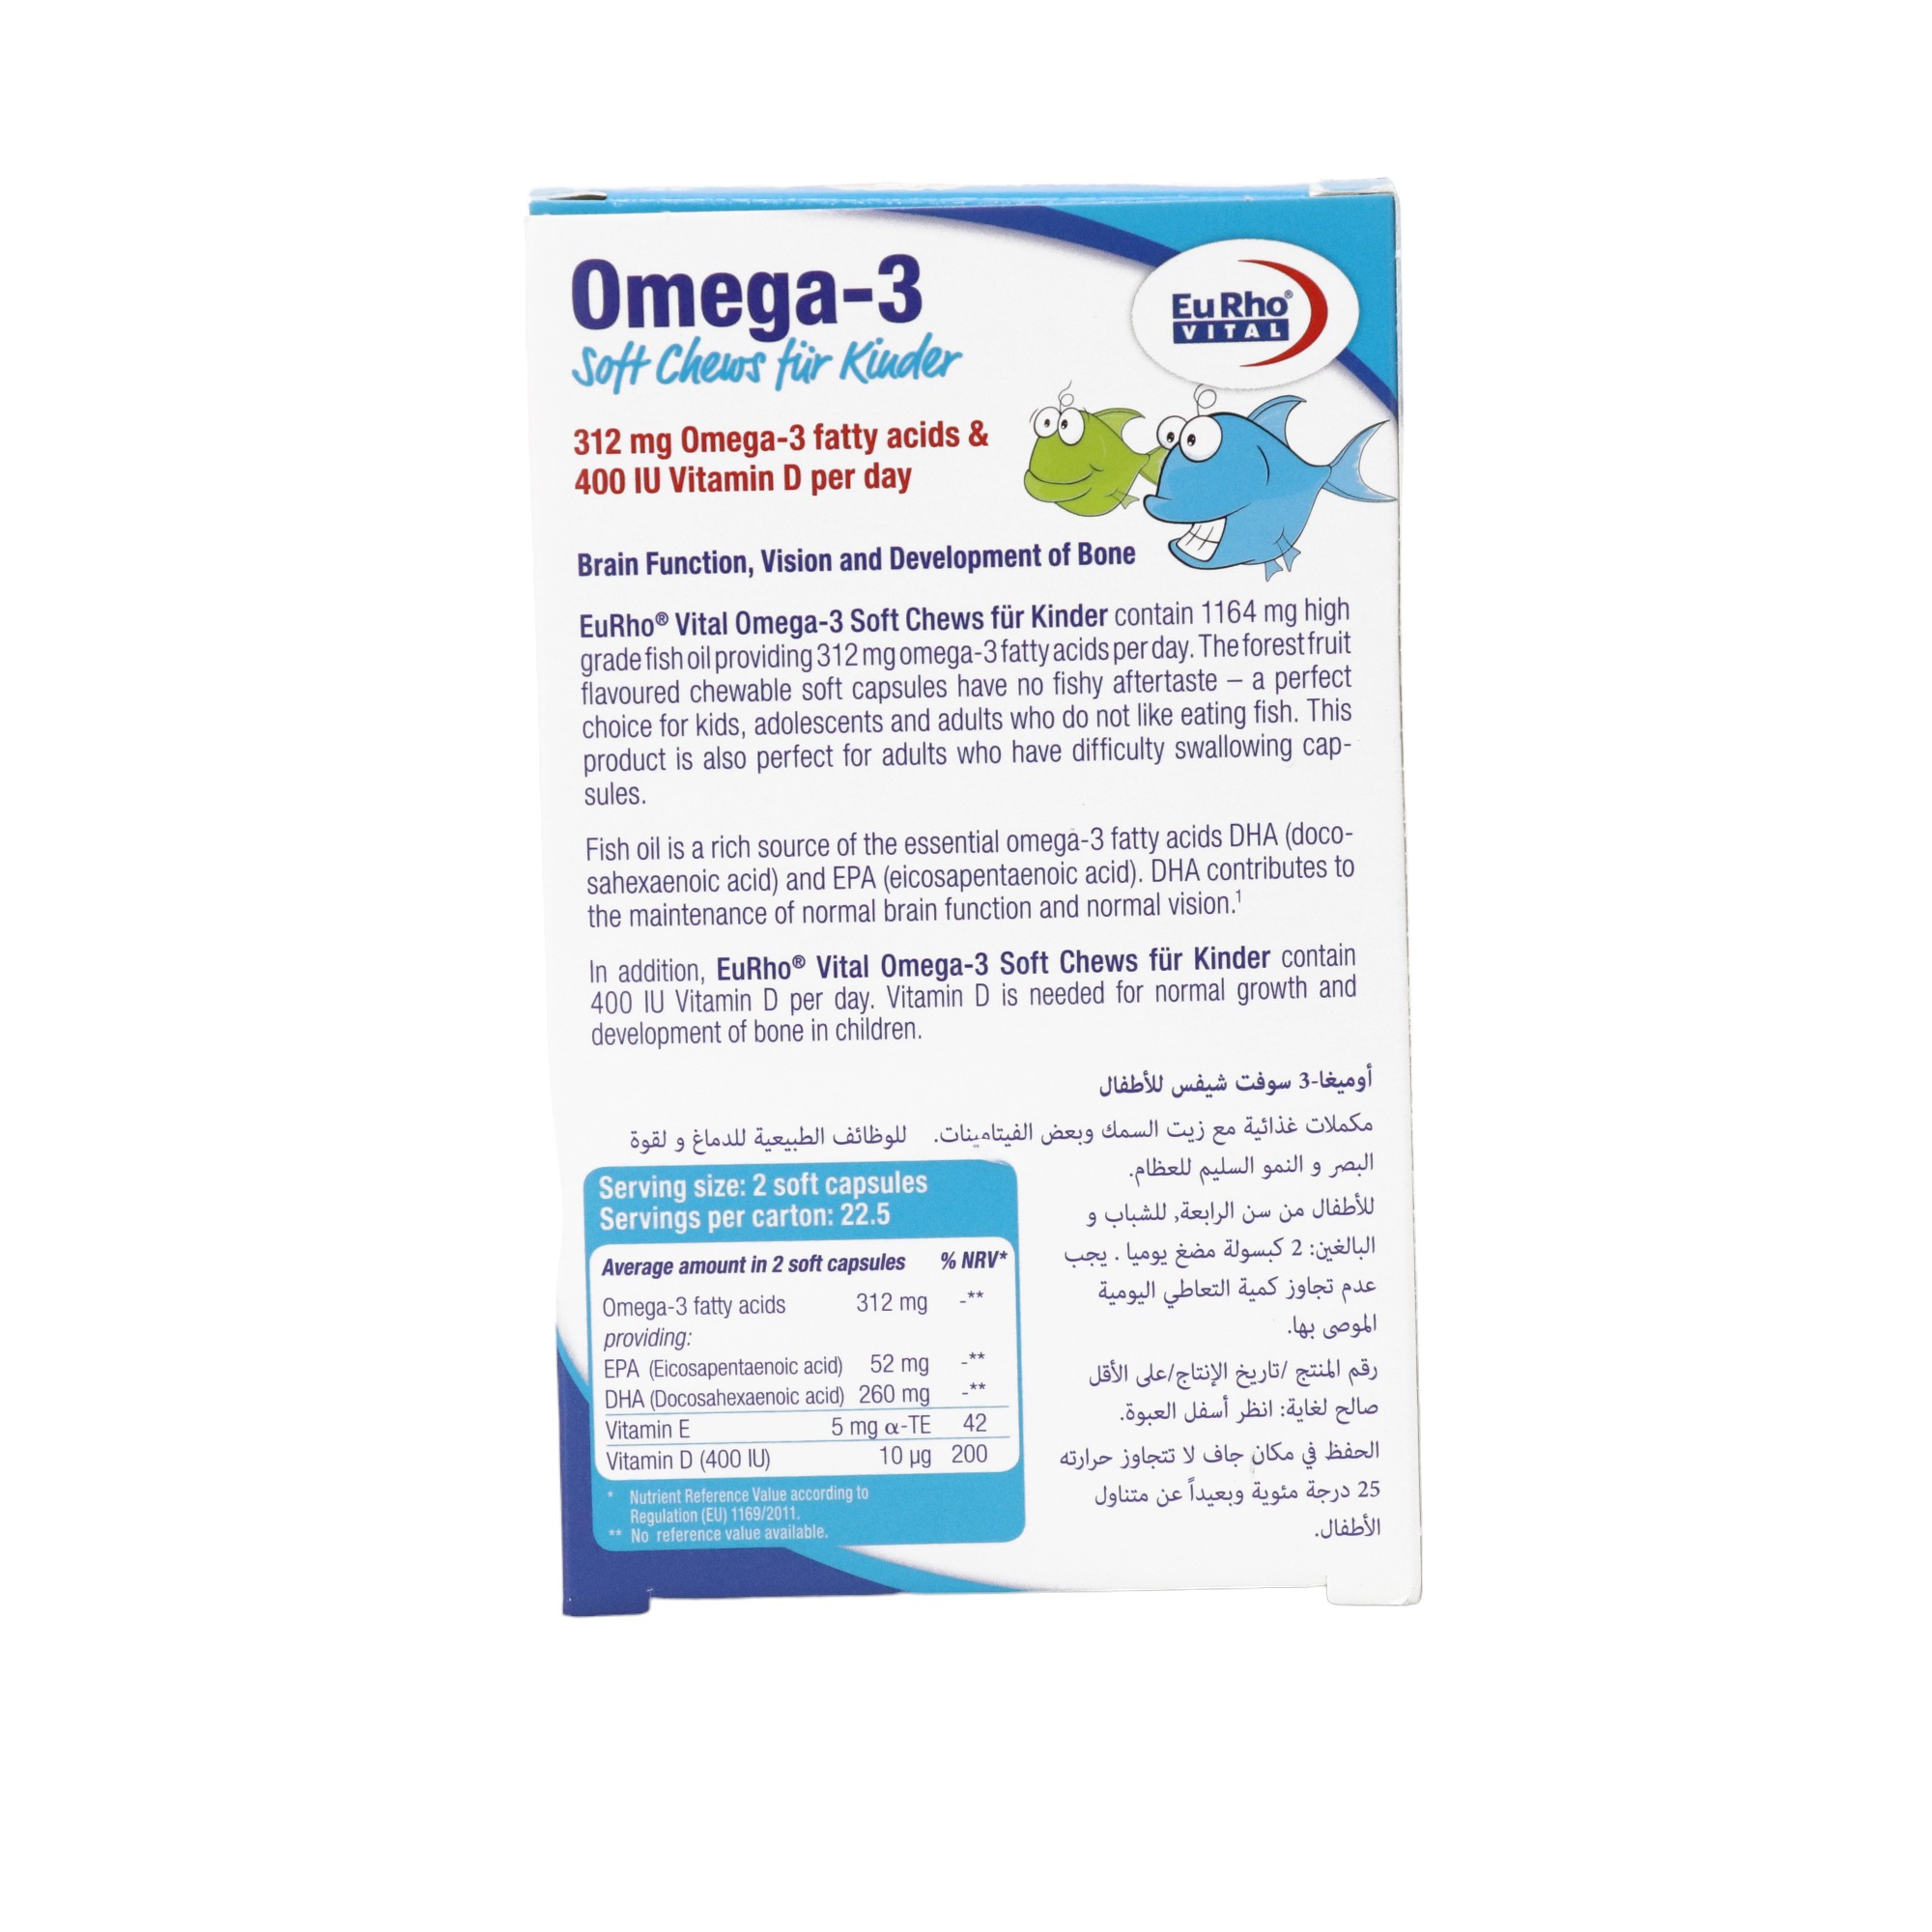 Omega-3
Soft Chews für Kinder
EuRho®
VITAL
312 mg Omega-3 fatty acids &
400 IU Vitamin D per day
Brain Function, Vision and Development of Bone
EuRho® Vital Omega-3 Soft Chews für Kinder contain 1164 mg high
grade fish oil providing 312 mg omega-3 fatty acids per day. The forest fruit
flavoured chewable soft capsules have no fishy aftertaste – a perfect
choice for kids, adolescents and adults who do not like eating fish. This
product is also perfect for adults who have difficulty swallowing cap-
sules.
Fish oil is a rich source of the essential omega-3 fatty acids DHA (doco-
sahexaenoic acid) and EPA (eicosapentaenoic acid). DHA contributes to
the maintenance of normal brain function and normal vision.¹
In addition, EuRho® Vital Omega-3 Soft Chews für Kinder contain
400 IU Vitamin D per day. Vitamin D is needed for normal growth and
development of bone in children.
أوميغا-3 سوفت شيفس للأطفال
مكملات غذائية مع زيت السمك وبعض الفيتامينات. للوظائف الطبيعية للدماغ و لقوة
البصر و النمو السليم للعظام.
للأطفال من سن الرابعة, للشباب و
البالغين: 2 كبسولة مضغ يوميا . يجب
عدم تجاوز كمية التعاطي اليومية
الموصى بها.
رقم المنتج /تاريخ الإنتاج/على الأقل
صالح لغاية: انظر أسفل العبوة.
الحفظ في مكان جاف لا تتجاوز حرارته
25 درجة مئوية وبعيداً عن متناول
الأطفال.
Serving size: 2 soft capsules
Servings per carton: 22.5
Average amount in 2 soft capsules % NRV*
Omega-3 fatty acids 312 mg -**
providing:
EPA (Eicosapentaenoic acid) 52 mg -**
DHA (Docosahexaenoic acid) 260 mg -**
Vitamin E 5 mg α-TE 42
Vitamin D (400 IU) 10 µg 200
* Nutrient Reference Value according to
Regulation (EU) 1169/2011.
** No reference value available.